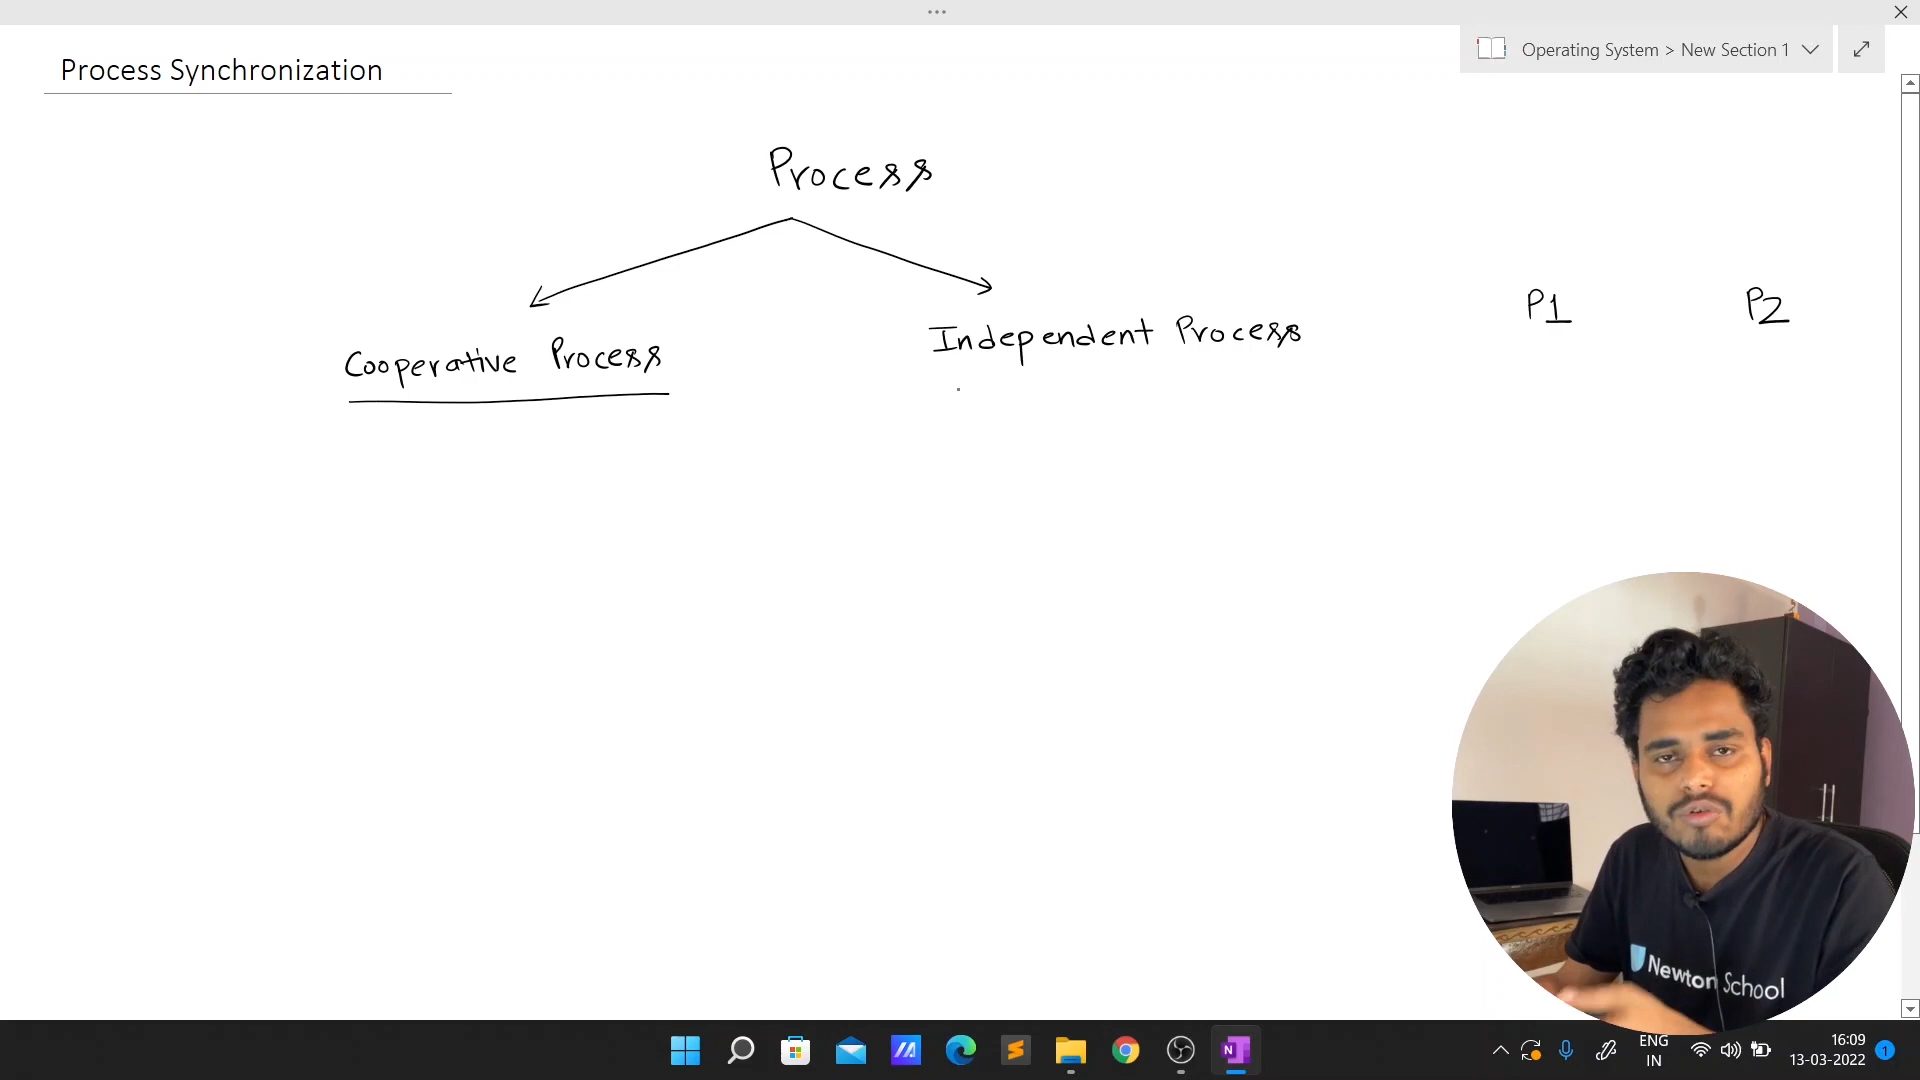 Operating System > New Section 1
Process Synchronization
Process
Cooperative Process
Independent Process
P1
P2
Newton School
ENG
IN
16:09
13-03-2022
1
N